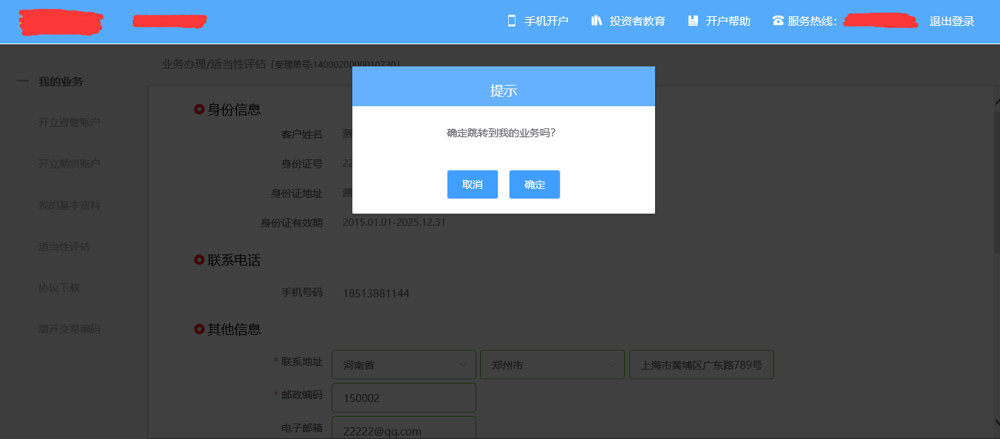 手机开户 投资者教育 开户帮助 服务热线: 退出登录
业务办理/适当性评估「受理单号:1400020000010730」
提示
确定跳转到我的业务吗?
取消 确定
我的业务
开立资管账户
开立期货账户
我的基本资料
适当性评估
协议下载
增开交易编码
身份信息
客户姓名 测
身份证号 22
身份证地址 测
身份证有效期 2015.01.01-2025.12.31
联系电话
手机号码 18513881144
其他信息
* 联系地址 河南省 郑州市 上海市黄埔区广东路789号
* 邮政编码 150002
电子邮箱 22222@qq.com